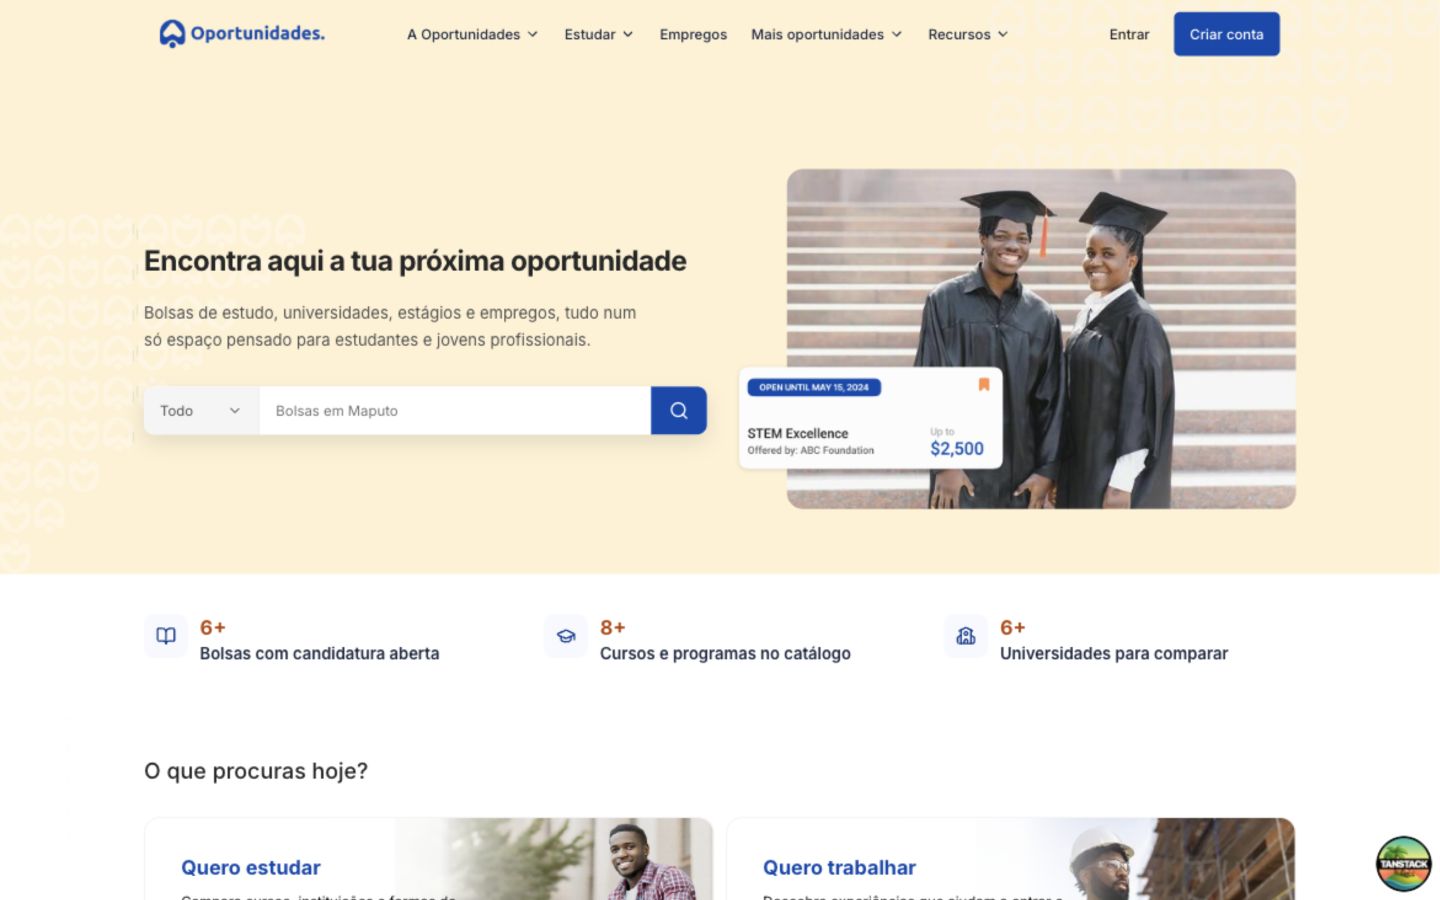 Oportunidades.
A Oportunidades
Estudar
Empregos
Mais oportunidades
Recursos
Entrar
Criar conta
Encontra aqui a tua próxima oportunidade
Bolsas de estudo, universidades, estágios e empregos, tudo num
só espaço pensado para estudantes e jovens profissionais.
Todo
Bolsas em Maputo
OPEN UNTIL MAY 15, 2024
STEM Excellence
Offered by: ABC Foundation
Up to
$2,500
6+
Bolsas com candidatura aberta
8+
Cursos e programas no catálogo
6+
Universidades para comparar
O que procuras hoje?
Quero estudar
Quero trabalhar
TANSTACK